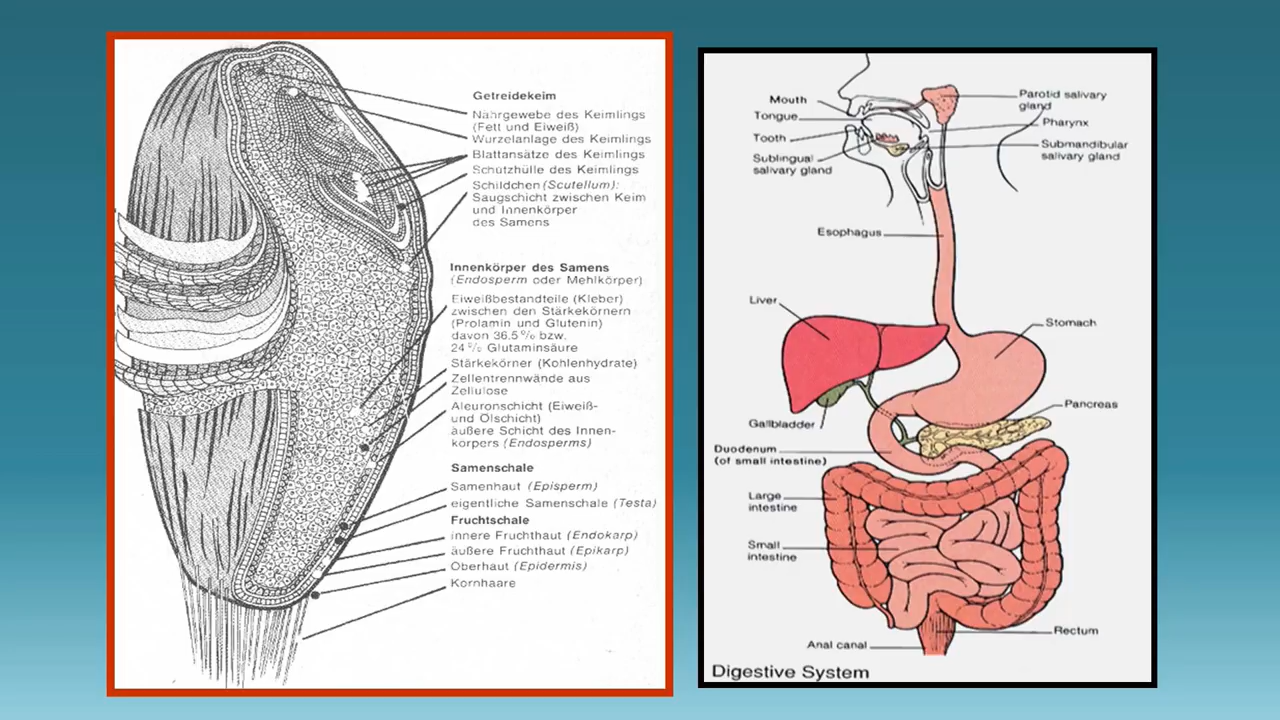 Getreidekeim
Nährgewebe des Keimlings
(Fett und Eiweiß)
Wurzelanlage des Keimlings
Blattansätze des Keimlings
Schutzhülle des Keimlings
Schildchen (Scutellum):
Saugschicht zwischen Keim
und Innenkörper
des Samens
Innenkörper des Samens
(Endosperm oder Mehlkörper)
Eiweißbestandteile (Kleber)
zwischen den Stärkekörnern
(Prolamin und Glutenin)
davon 36,5 % bzw.
24 % Glutaminsäure
Stärkekörner (Kohlenhydrate)
Zellentrennwände aus
Zellulose
Aleuronschicht (Eiweiß-
und Ölschicht)
äußere Schicht des Innen-
körpers (Endosperms)
Samenschale
Samenhaut (Episperm)
eigentliche Samenschale (Testa)
Fruchtschale
innere Fruchthaut (Endokarp)
äußere Fruchthaut (Epikarp)
Oberhaut (Epidermis)
Kornhaare
Mouth
Tongue
Tooth
Sublingual
salivary gland
Parotid salivary
gland
Pharynx
Submandibular
salivary gland
Esophagus
Liver
Stomach
Gallbladder
Pancreas
Duodenum
(of small intestine)
Large
intestine
Small
intestine
Rectum
Anal canal
Digestive System